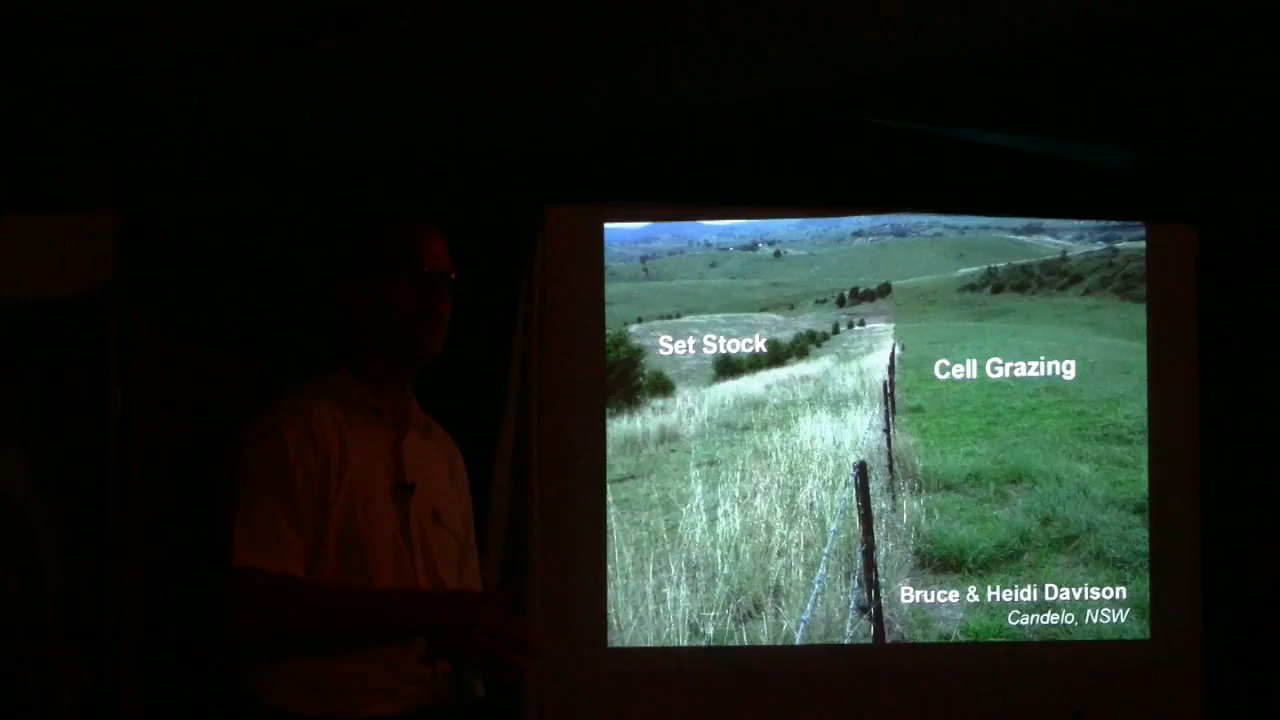 Set Stock
Cell Grazing
Bruce & Heidi Davison
Candelo, NSW